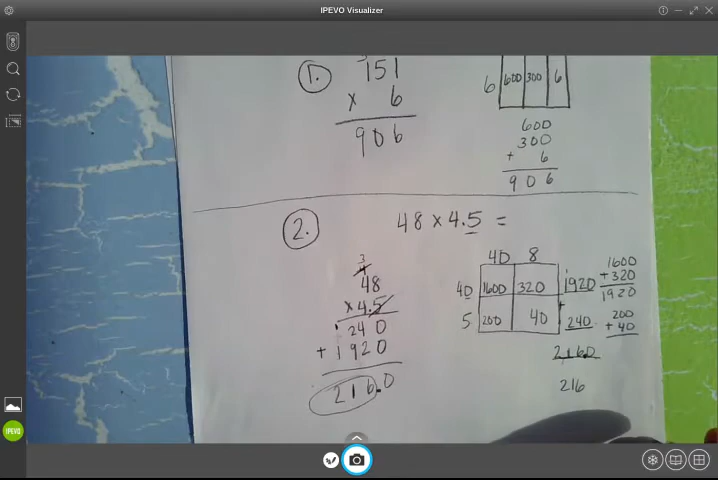 IPEVO Visualizer
1.
151
x 6
906
6 600 300 6
600
300
+ 6
906
2.
48 x 4.5 =
3
4
48
x 4.5
240
+ 1920
216.0
40 8
40 1600 320 1920
5 200 40 + 240
2160
216
1600
+ 320
1920
200
+ 40
IPEVO